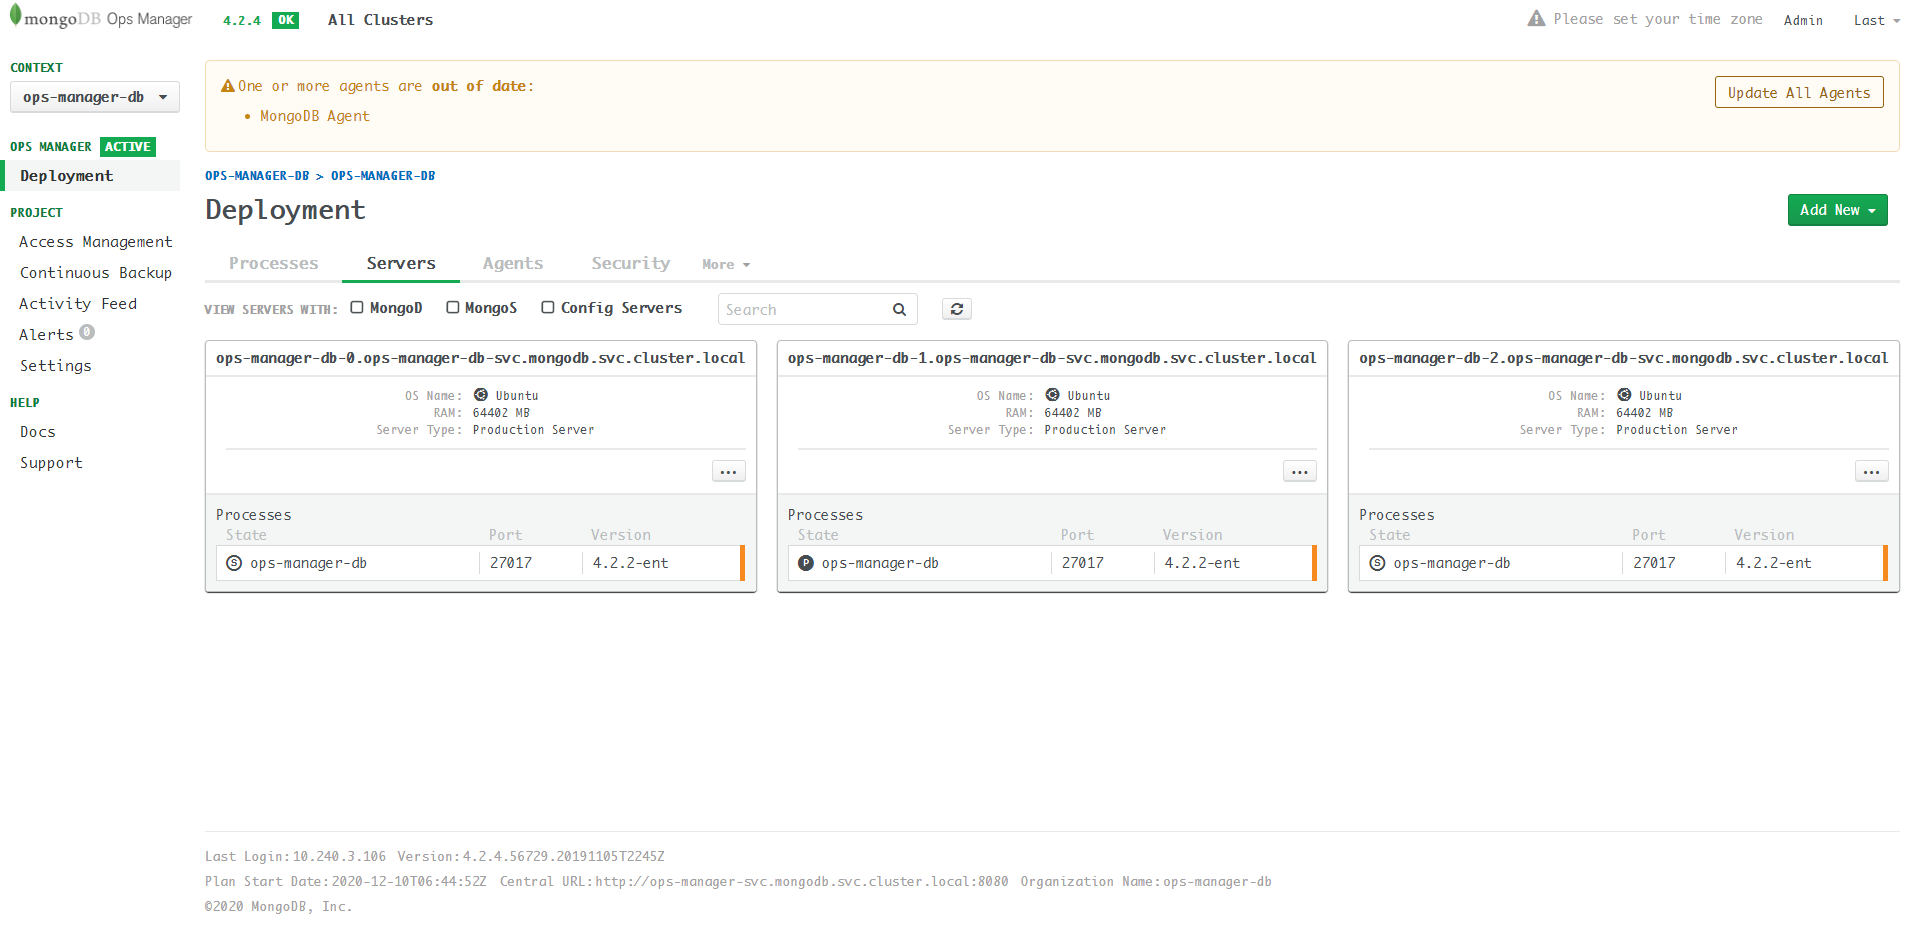 mongoDB Ops Manager 4.2.4 OK All Clusters Please set your time zone Admin Last
CONTEXT
ops-manager-db
OPS MANAGER ACTIVE
Deployment
PROJECT
Access Management
Continuous Backup
Activity Feed
Alerts 0
Settings
HELP
Docs
Support
One or more agents are out of date:
• MongoDB Agent
Update All Agents
OPS-MANAGER-DB > OPS-MANAGER-DB
Deployment
Add New
Processes Servers Agents Security More
VIEW SERVERS WITH: MongoD MongoS Config Servers Search
ops-manager-db-0.ops-manager-db-svc.mongodb.svc.cluster.local
OS Name: Ubuntu
RAM: 64402 MB
Server Type: Production Server
...
Processes
State Port Version
S ops-manager-db 27017 4.2.2-ent
ops-manager-db-1.ops-manager-db-svc.mongodb.svc.cluster.local
OS Name: Ubuntu
RAM: 64402 MB
Server Type: Production Server
...
Processes
State Port Version
P ops-manager-db 27017 4.2.2-ent
ops-manager-db-2.ops-manager-db-svc.mongodb.svc.cluster.local
OS Name: Ubuntu
RAM: 64402 MB
Server Type: Production Server
...
Processes
State Port Version
S ops-manager-db 27017 4.2.2-ent
Last Login: 10.240.3.106 Version: 4.2.4.56729.20191105T2245Z
Plan Start Date: 2020-12-10T06:44:52Z Central URL: http://ops-manager-svc.mongodb.svc.cluster.local:8080 Organization Name: ops-manager-db
©2020 MongoDB, Inc.